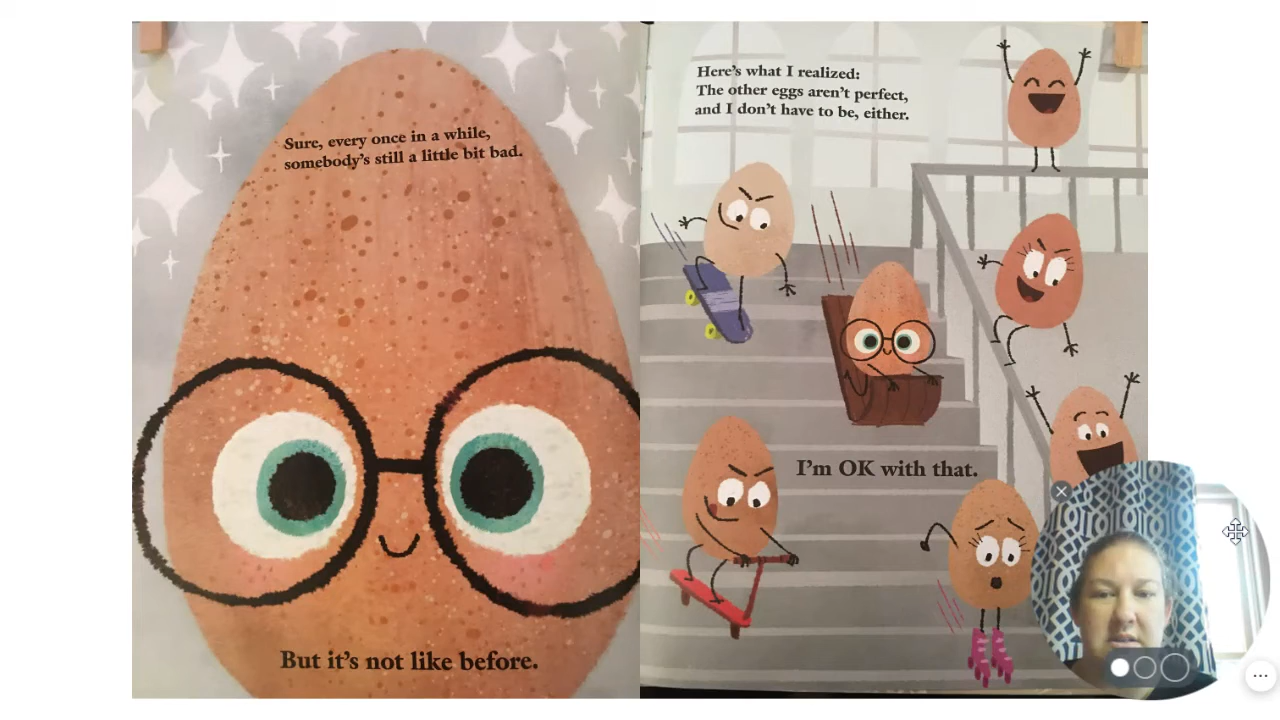 Sure, every once in a while,
somebody's still a little bit bad.
But it's not like before.
Here's what I realized:
The other eggs aren't perfect,
and I don't have to be, either.
I'm OK with that.